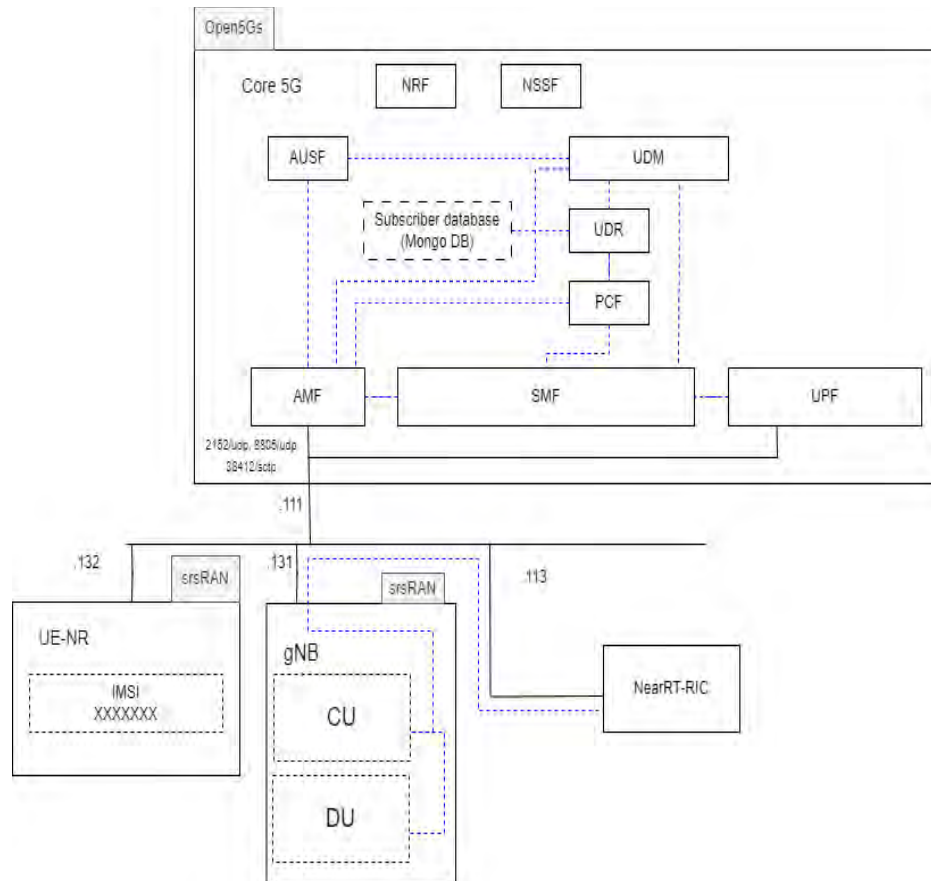 Open5Gs
Core 5G
NRF
NSSF
AUSF
UDM
Subscriber database
(Mongo DB)
UDR
PCF
AMF
SMF
UPF
2152/udp, 8805/udp
38412/sctp
.111
.132
.131
.113
srsRAN
srsRAN
UE-NR
gNB
IMSI
XXXXXXX
CU
DU
NearRT-RIC